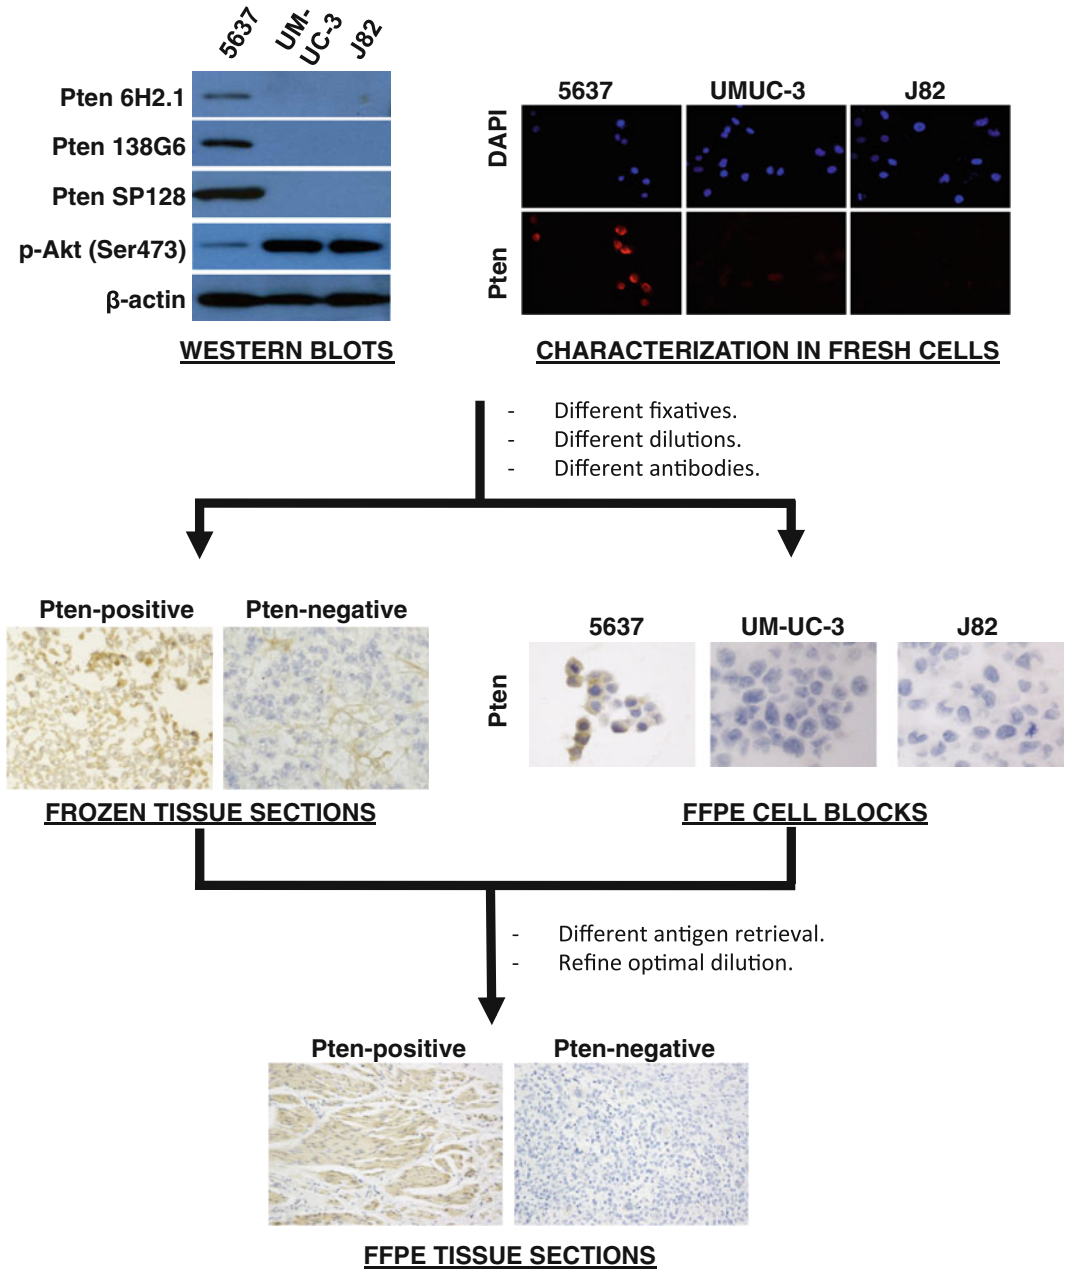 5637
UM-
UC-3
J82
Pten 6H2.1
Pten 138G6
Pten SP128
p-Akt (Ser473)
β-actin
WESTERN BLOTS
5637 UMUC-3 J82
DAPI
Pten
CHARACTERIZATION IN FRESH CELLS
- Different fixatives.
- Different dilutions.
- Different antibodies.
Pten-positive Pten-negative
FROZEN TISSUE SECTIONS
5637 UM-UC-3 J82
Pten
FFPE CELL BLOCKS
- Different antigen retrieval.
- Refine optimal dilution.
Pten-positive Pten-negative
FFPE TISSUE SECTIONS